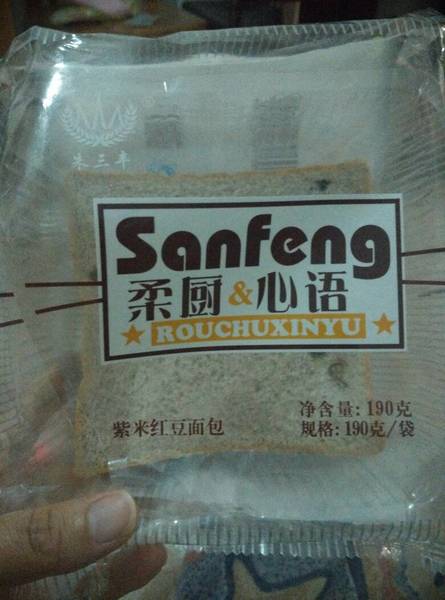 朱三丰
Sanfeng
柔厨&心语
ROUCHUXINYU
紫米红豆面包
净含量: 190克
规格: 190克/袋